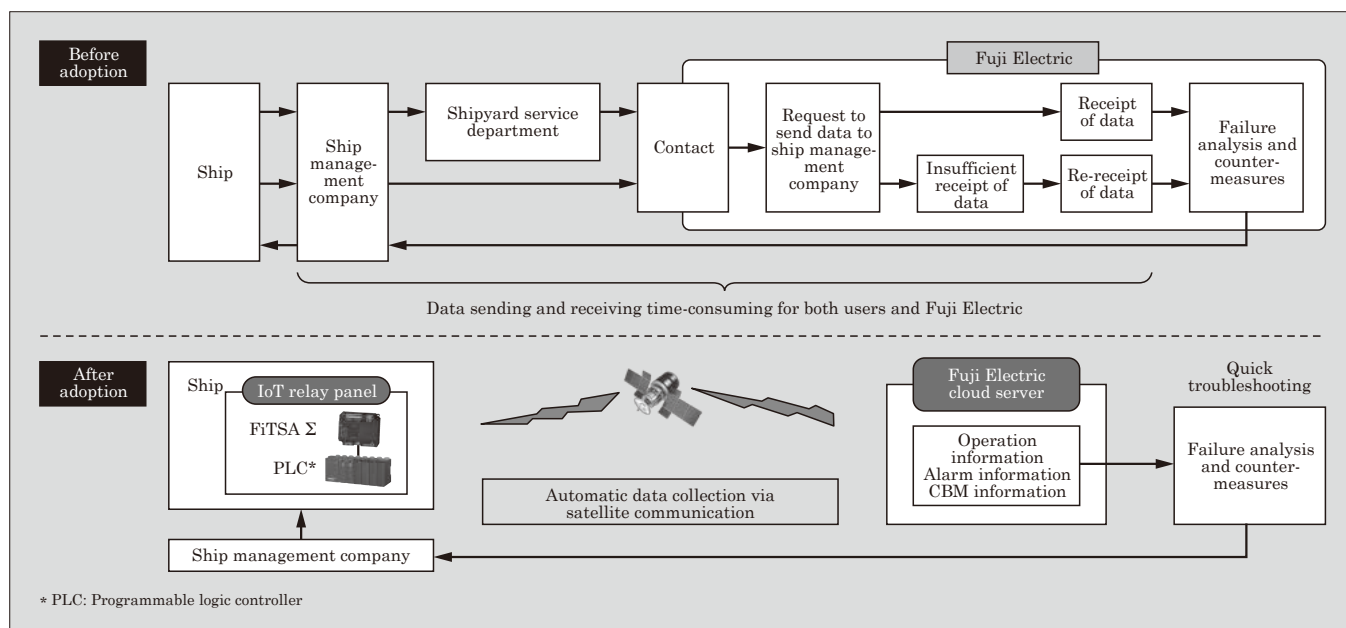 Before
adoption
Fuji Electric
Ship
Ship
manage-
ment
company
Shipyard service
department
Contact
Request to
send data to
ship manage-
ment
company
Receipt
of data
Insufficient
receipt of
data
Re-receipt
of data
Failure
analysis and
counter-
measures
Data sending and receiving time-consuming for both users and Fuji Electric
After
adoption
Ship
IoT relay panel
FiTSA Σ
PLC*
Automatic data collection via
satellite communication
Fuji Electric
cloud server
Operation
information
Alarm information
CBM information
Quick
troubleshooting
Failure analysis
and counter-
measures
Ship management company
* PLC: Programmable logic controller